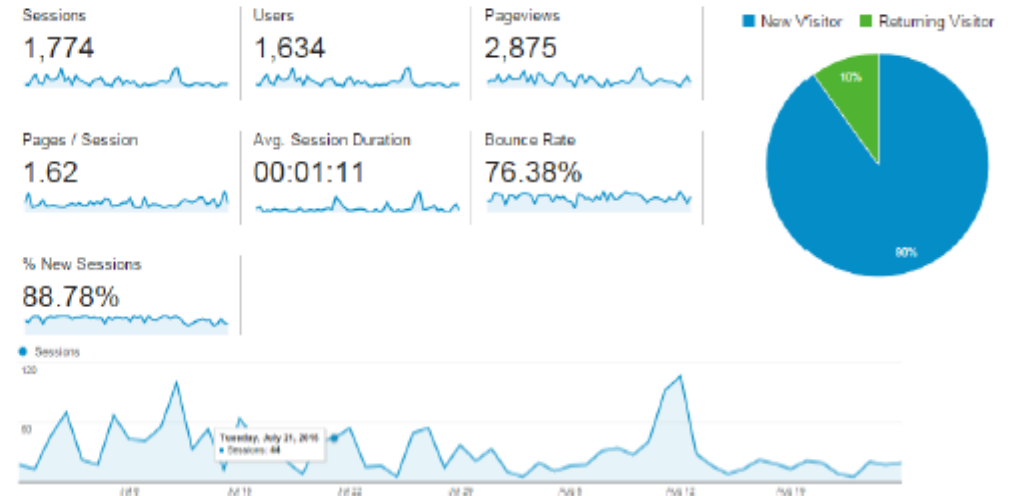 Sessions
1,774
Users
1,634
Pageviews
2,875
New Visitor
Returning Visitor
10%
90%
Pages / Session
1.62
Avg. Session Duration
00:01:11
Bounce Rate
76.38%
% New Sessions
88.78%
Sessions
120
60
Tuesday, July 21, 2015
Sessions: 44